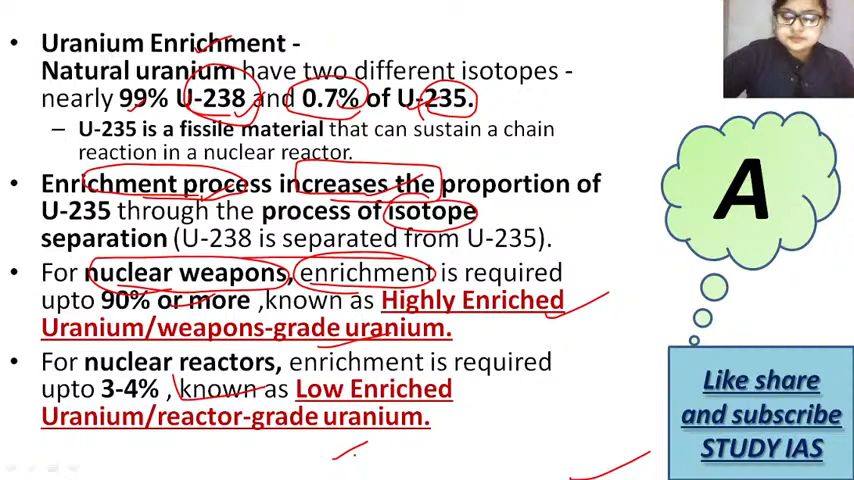 Uranium Enrichment -
Natural uranium have two different isotopes -
nearly 99% U-238 and 0.7% of U-235.
– U-235 is a fissile material that can sustain a chain
reaction in a nuclear reactor.
Enrichment process increases the proportion of
U-235 through the process of isotope
separation (U-238 is separated from U-235).
For nuclear weapons, enrichment is required
upto 90% or more ,known as Highly Enriched
Uranium/weapons-grade uranium.
For nuclear reactors, enrichment is required
upto 3-4% , known as Low Enriched
Uranium/reactor-grade uranium.
A
Like share
and subscribe
STUDY IAS